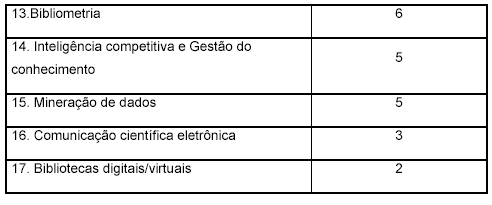 13.Bibliometria 6
14. Inteligência competitiva e Gestão do
conhecimento 5
15. Mineração de dados 5
16. Comunicação científica eletrônica 3
17. Bibliotecas digitais/virtuais 2